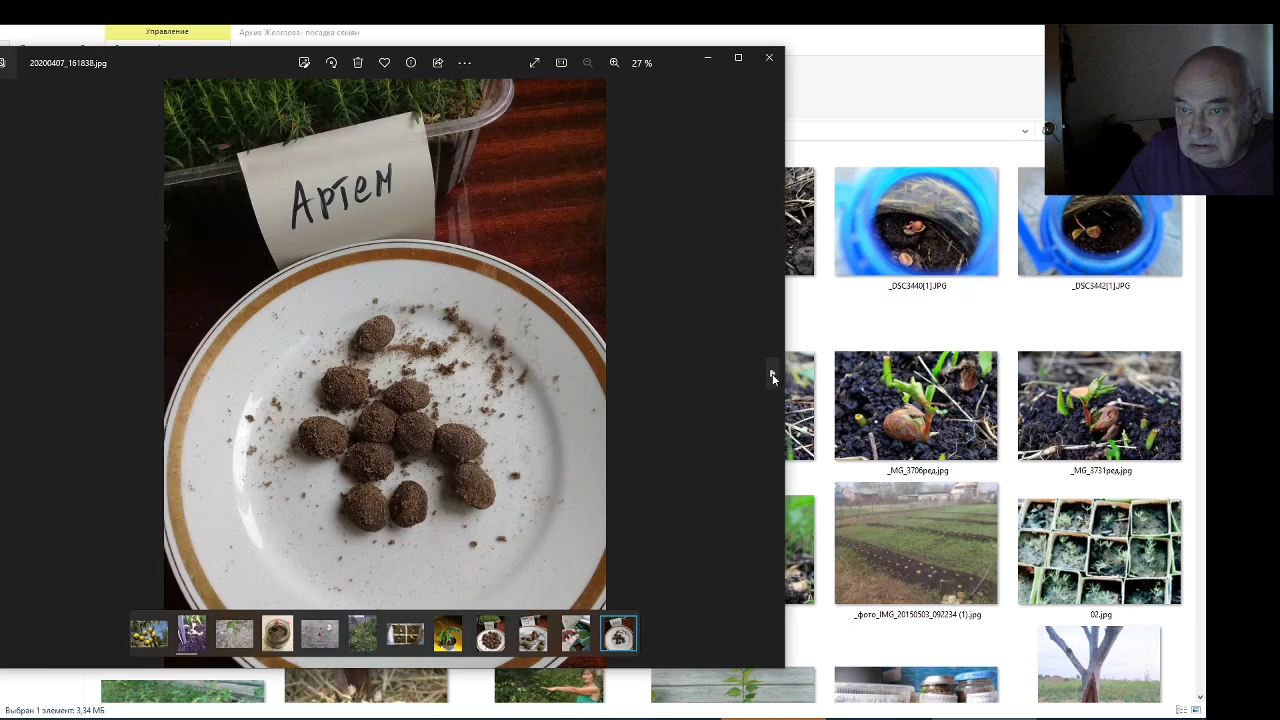 Управление
Архив Железова- посадка семян
20200407_161838.jpg
27 %
Артем
_DSC3440[1].JPG
_DSC3442[1].JPG
_MG_3706ред.jpg
_MG_3731ред.jpg
_фото_IMG_20150503_092234 (1).jpg
02.jpg
Выбран 1 элемент: 3,34 МБ